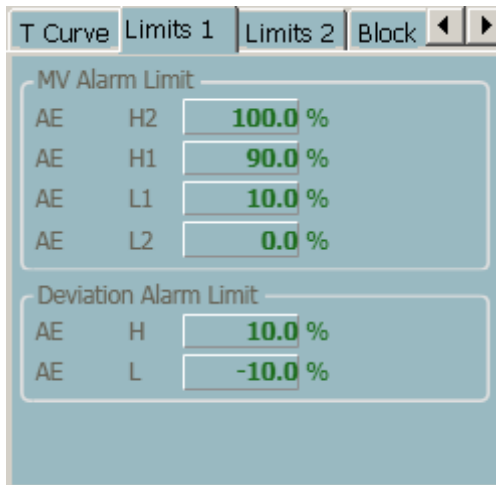 T Curve Limits 1 Limits 2 Block
MV Alarm Limit
AE H2 100.0 %
AE H1 90.0 %
AE L1 10.0 %
AE L2 0.0 %
Deviation Alarm Limit
AE H 10.0 %
AE L -10.0 %